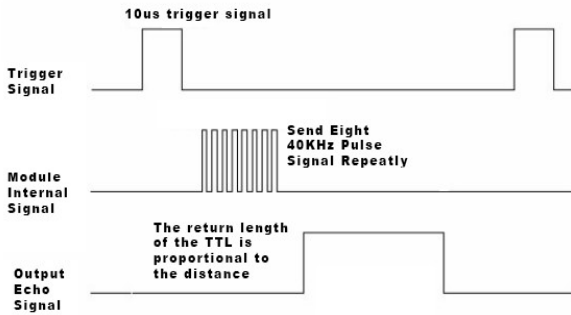 10us trigger signal
Trigger
Signal
Send Eight
40KHz Pulse
Signal Repeatly
Module
Internal
Signal
The return length
of the TTL is
proportional to
the distance
Output
Echo
Signal